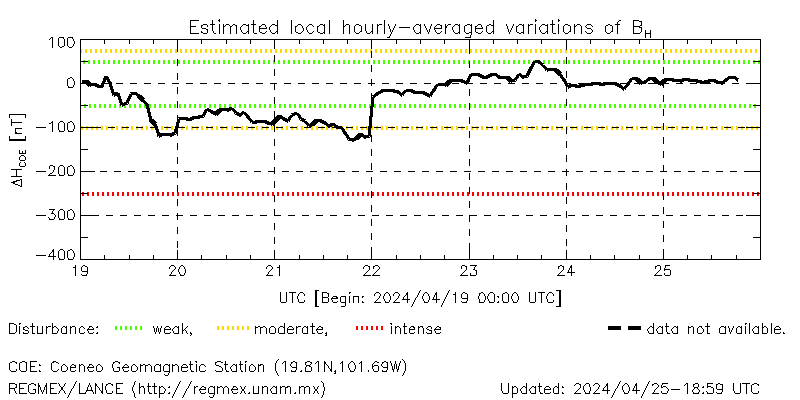 Estimated local hourly-averaged variations of BH
100
0
-100
-200
-300
-400
ΔHCOE [nT]
19 20 21 22 23 24 25
UTC [Begin: 2024/04/19 00:00 UTC]
Disturbance: weak, moderate, intense data not available.
COE: Coeneo Geomagnetic Station (19.81N,101.69W)
REGMEX/LANCE (http://regmex.unam.mx) Updated: 2024/04/25-18:59 UTC